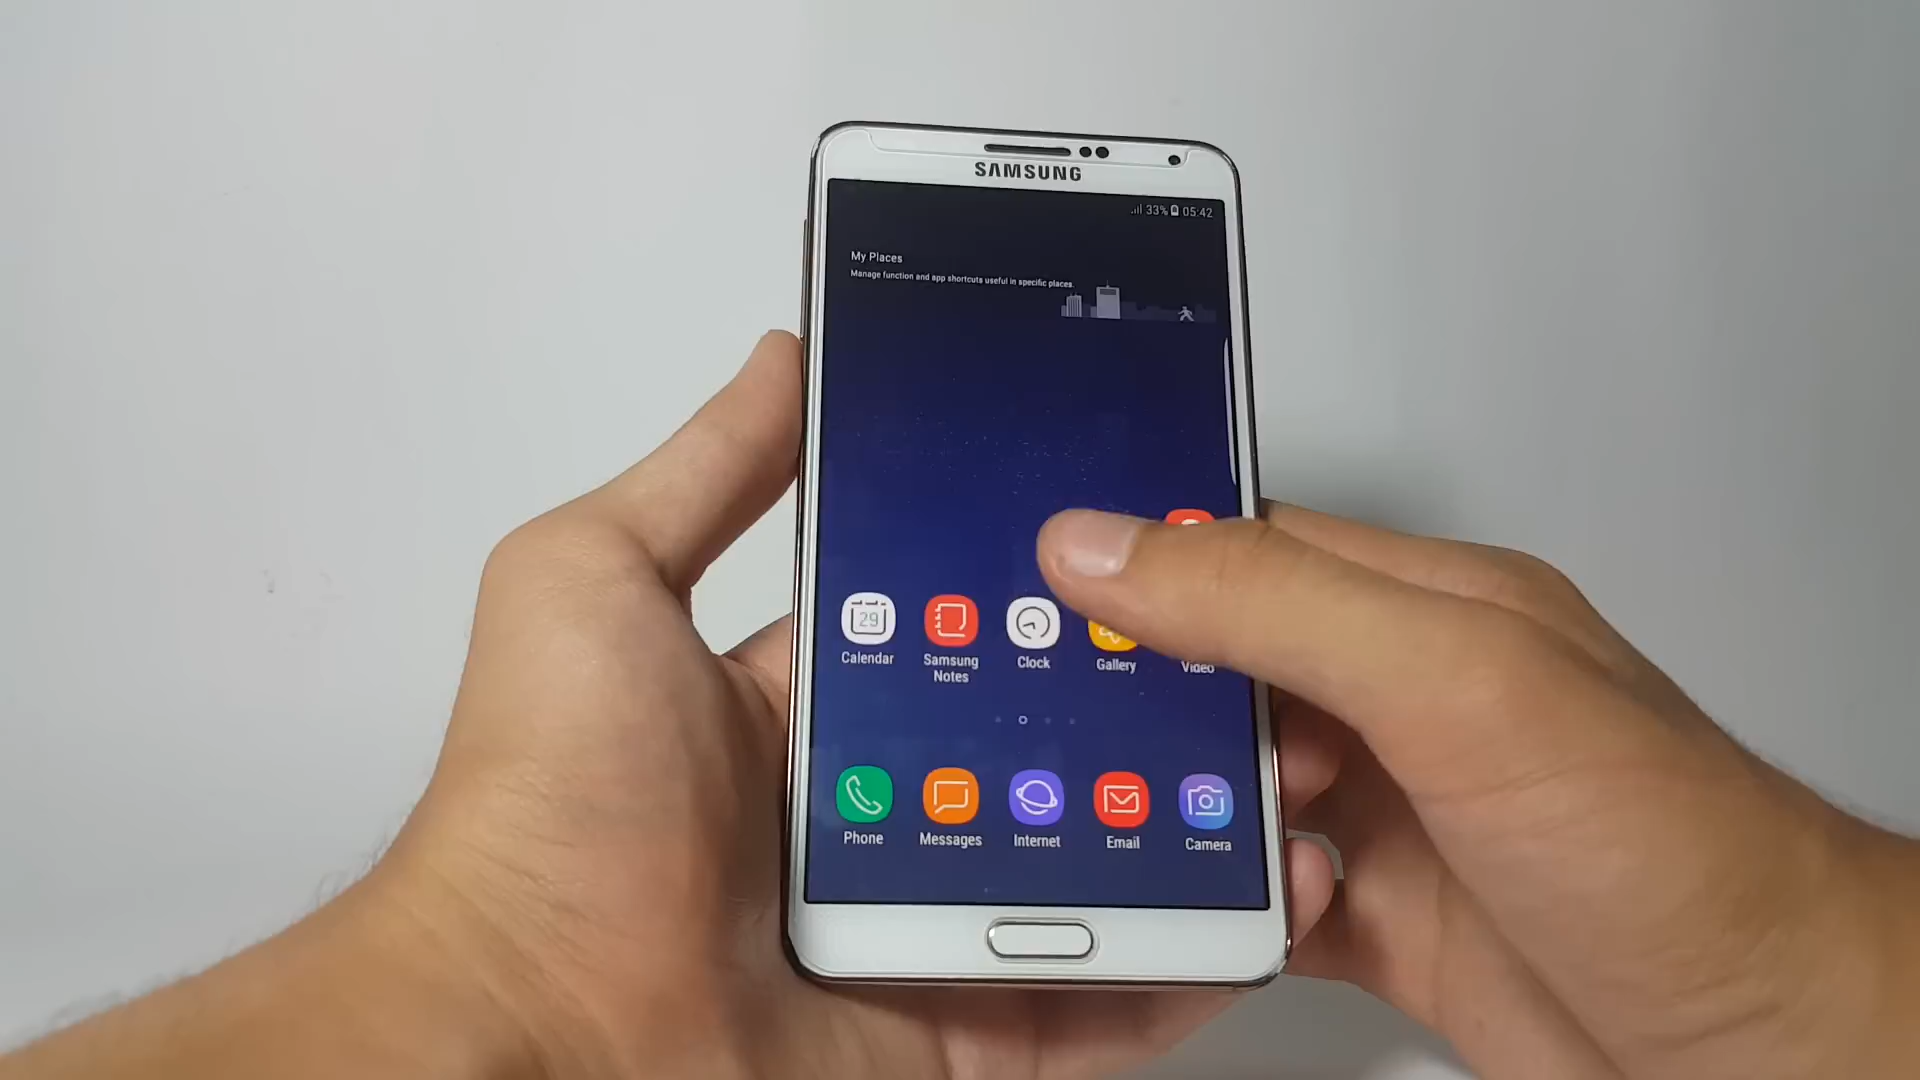 SAMSUNG
33% 05:42
My Places
Manage function and app shortcuts useful in specific places.
29
Calendar
Samsung
Notes
Clock
Gallery
Video
Phone
Messages
Internet
Email
Camera